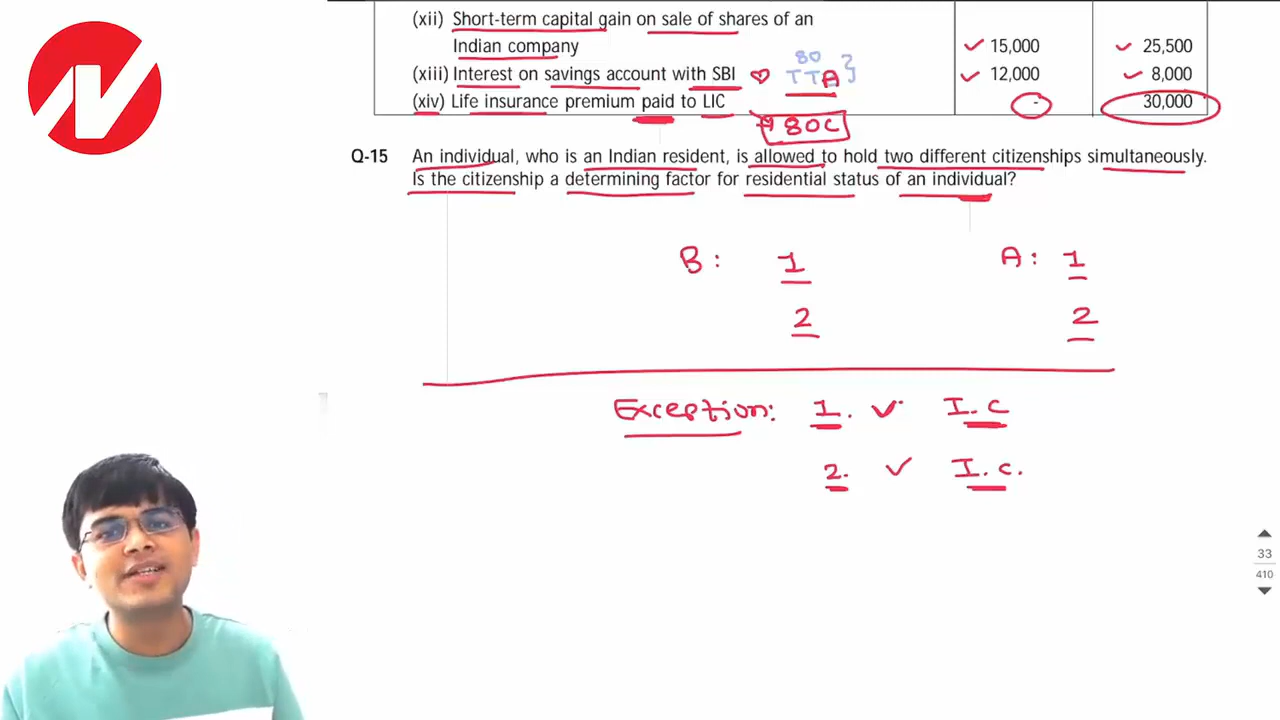 (xii) Short-term capital gain on sale of shares of an
Indian company 15,000 25,500
(xiii) Interest on savings account with SBI 80 TTA 12,000 8,000
(xiv) Life insurance premium paid to LIC - 30,000
80C
Q-15 An individual, who is an Indian resident, is allowed to hold two different citizenships simultaneously.
Is the citizenship a determining factor for residential status of an individual?
B: 1 A: 1
2 2
Exception: 1. I.C
2. I.C.
33
410